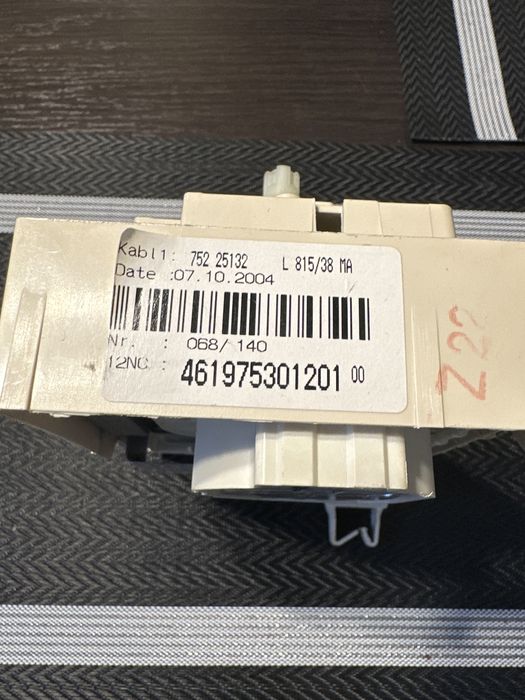 Kabl1: 752 25132 L 815/38 MA
Date :07.10.2004
Nr. : 068/ 140
12NC : 461975301201 00
Z22